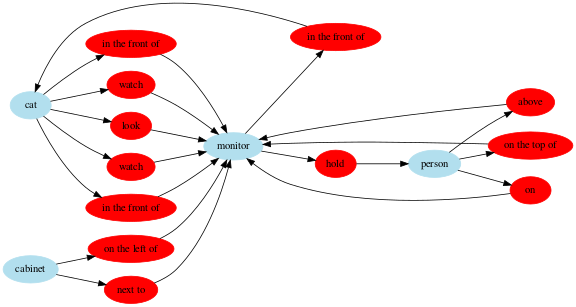 in the front of
in the front of
watch
cat
above
look
monitor
on the top of
watch
hold
person
on
in the front of
on the left of
cabinet
next to